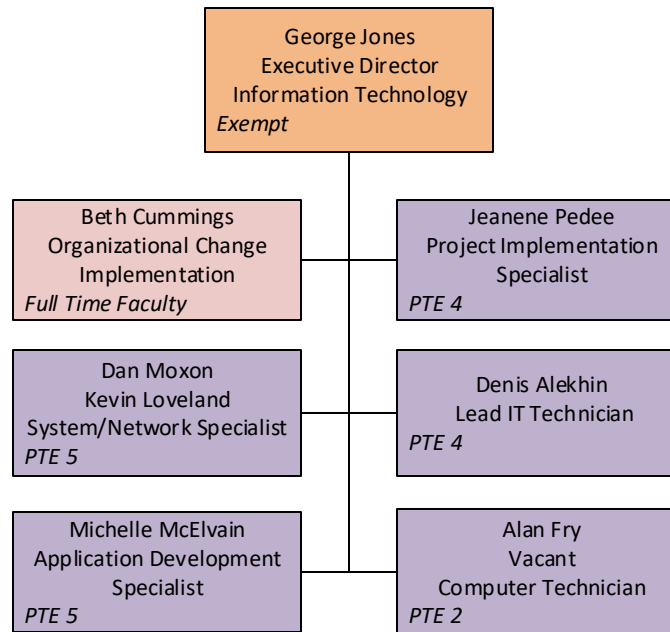 George Jones
Executive Director
Information Technology
Exempt
Beth Cummings
Organizational Change
Implementation
Full Time Faculty
Jeanene Pedee
Project Implementation
Specialist
PTE 4
Dan Moxon
Kevin Loveland
System/Network Specialist
PTE 5
Denis Alekhin
Lead IT Technician
PTE 4
Michelle McElvain
Application Development
Specialist
PTE 5
Alan Fry
Vacant
Computer Technician
PTE 2